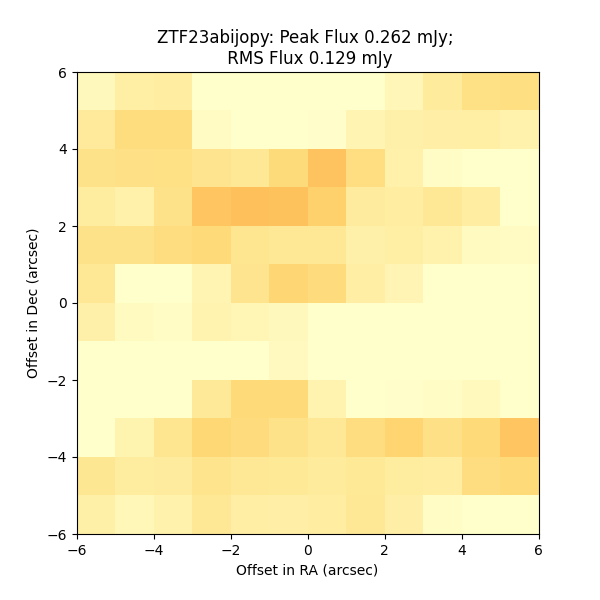 ZTF23abijopy: Peak Flux 0.262 mJy;
RMS Flux 0.129 mJy
6
4
2
0
−2
−4
−6
Offset in Dec (arcsec)
−6 −4 −2 0 2 4 6
Offset in RA (arcsec)